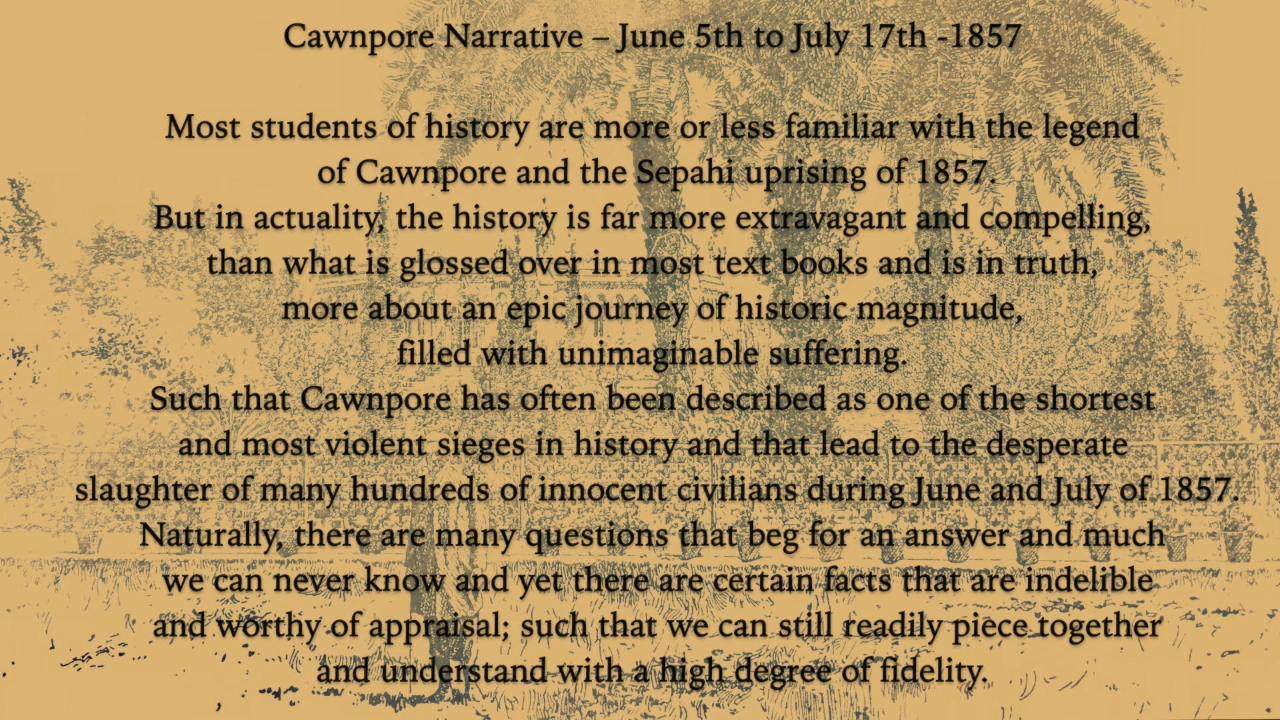 Cawnpore Narrative – June 5th to July 17th -1857
Most students of history are more or less familiar with the legend
of Cawnpore and the Sepahi uprising of 1857.
But in actuality, the history is far more extravagant and compelling,
than what is glossed over in most text books and is in truth,
more about an epic journey of historic magnitude,
filled with unimaginable suffering.
Such that Cawnpore has often been described as one of the shortest
and most violent sieges in history and that lead to the desperate
slaughter of many hundreds of innocent civilians during June and July of 1857.
Naturally, there are many questions that beg for an answer and much
we can never know and yet there are certain facts that are indelible
and worthy of appraisal; such that we can still readily piece together
and understand with a high degree of fidelity.